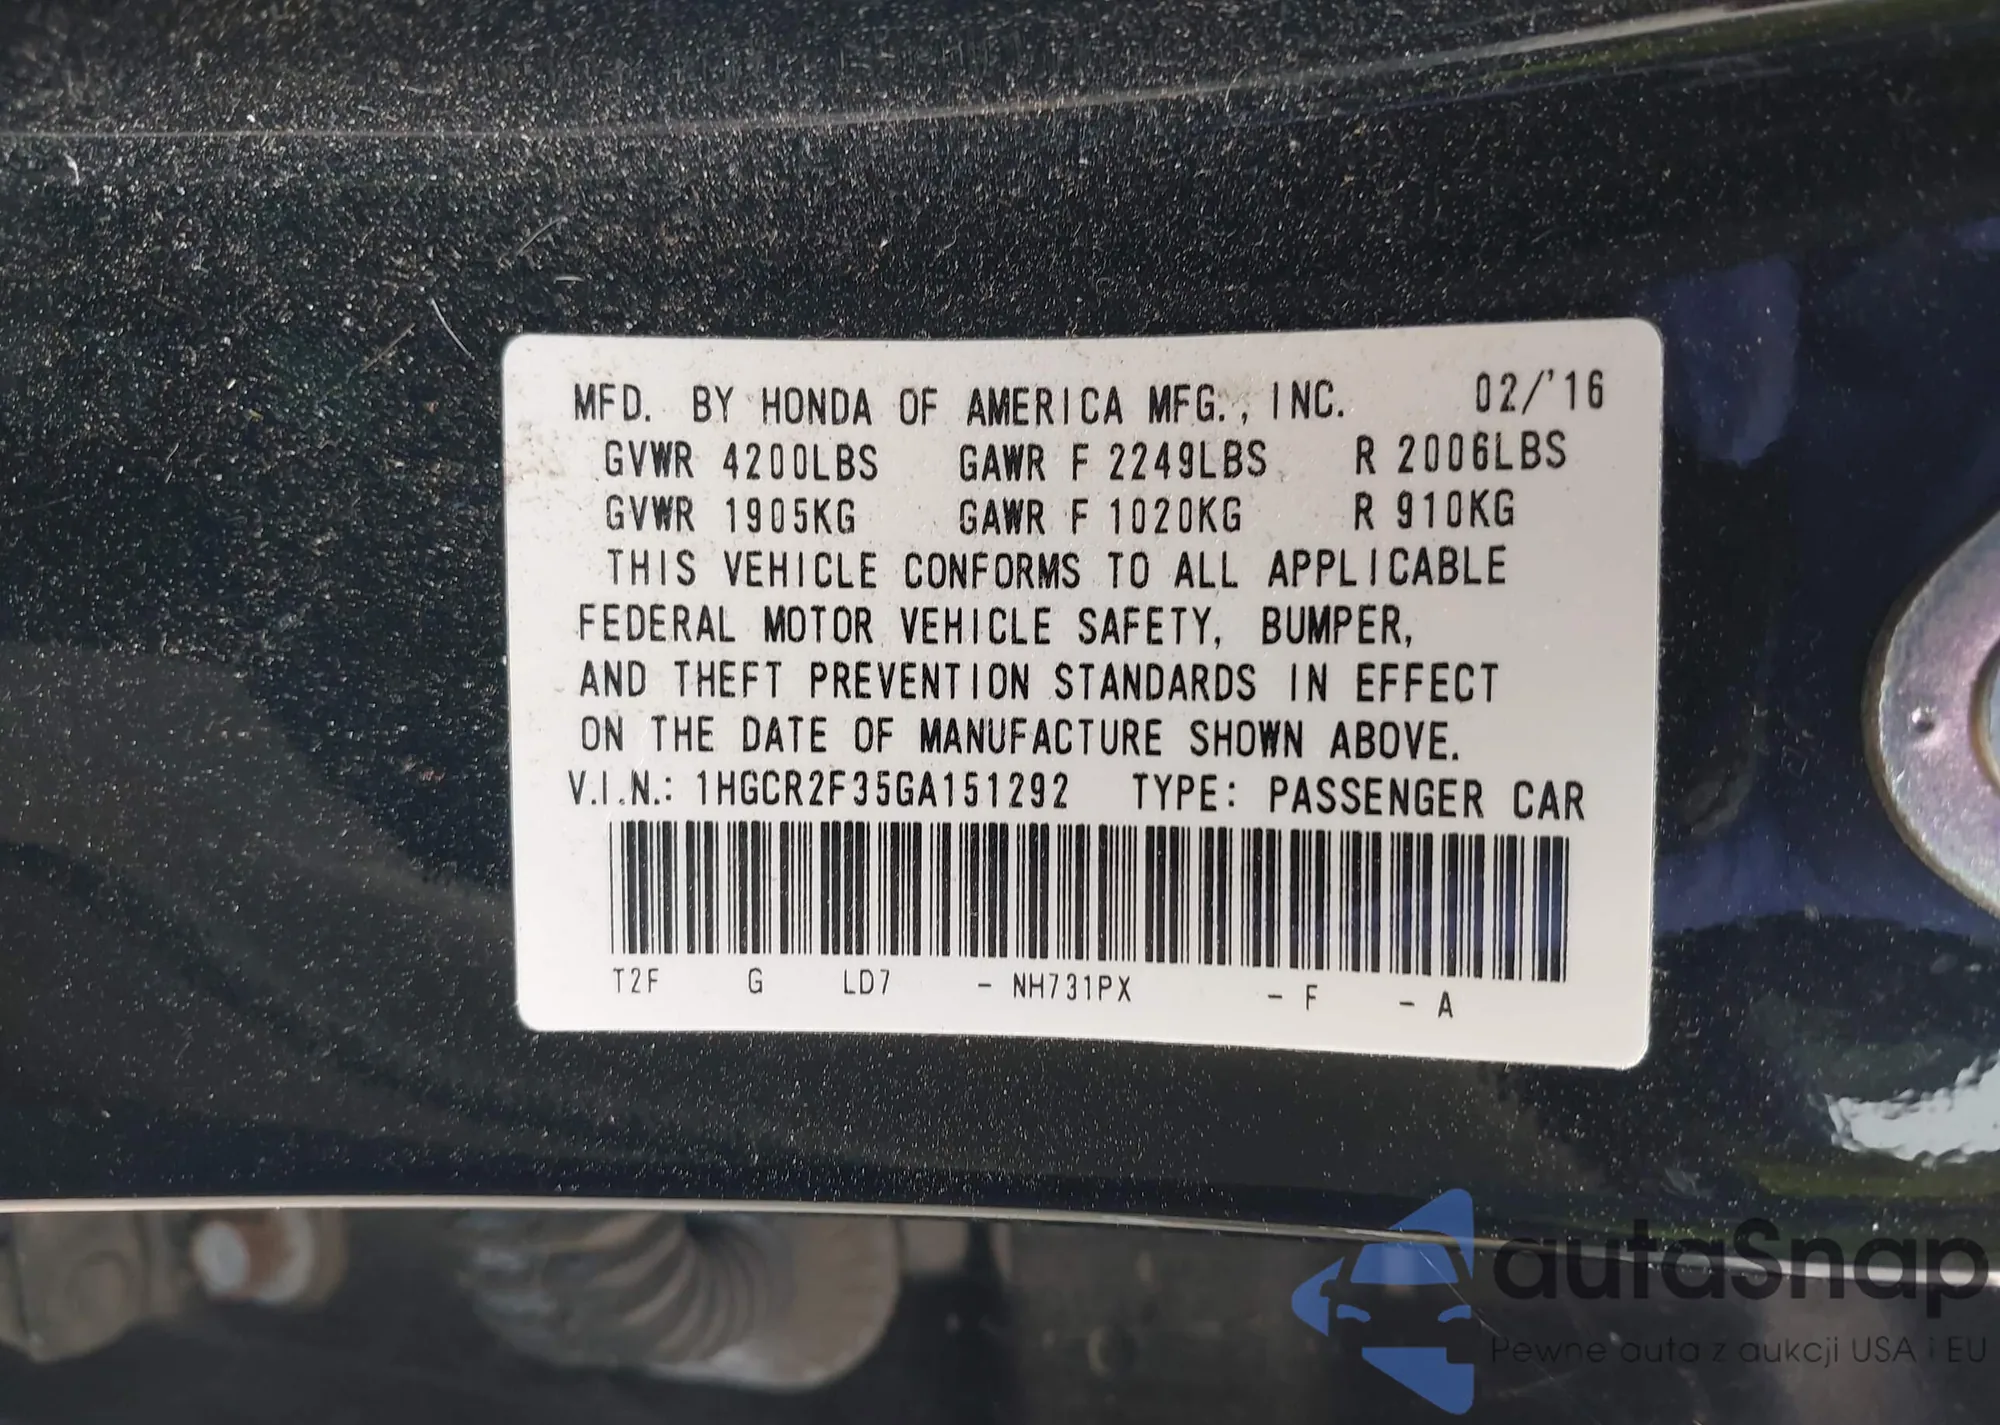 MFD. BY HONDA OF AMERICA MFG., INC. 02/'16
GVWR 4200LBS GAWR F 2249LBS R 2006LBS
GVWR 1905KG GAWR F 1020KG R 910KG
THIS VEHICLE CONFORMS TO ALL APPLICABLE
FEDERAL MOTOR VEHICLE SAFETY, BUMPER,
AND THEFT PREVENTION STANDARDS IN EFFECT
ON THE DATE OF MANUFACTURE SHOWN ABOVE.
V.I.N.: 1HGCR2F35GA151292 TYPE: PASSENGER CAR
T2F G LD7 - NH731PX - F - A
autaSnap
Pewne auta z aukcji USA i EU